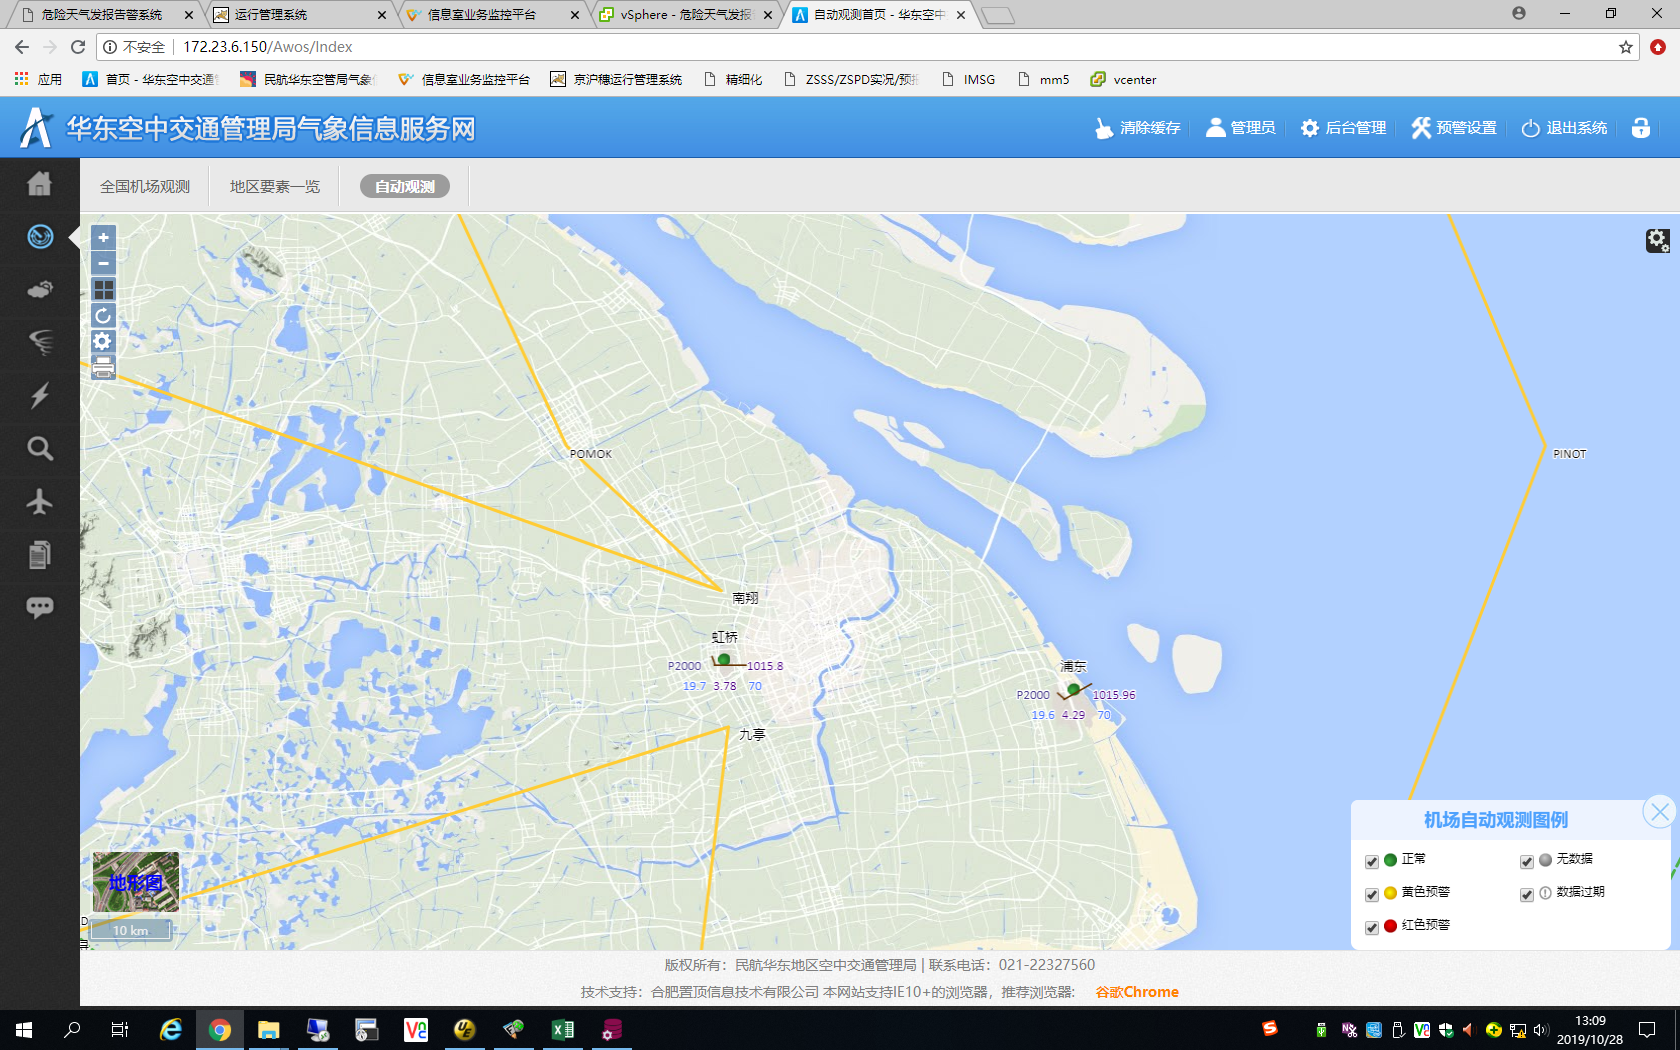 危险天气发报告警系统
运行管理系统
信息室业务监控平台
vSphere - 危险天气发报
自动观测首页 - 华东空中
不安全
172.23.6.150/Awos/Index
应用
首页 - 华东空中交通
民航华东空管局气象
信息室业务监控平台
京沪穗运行管理系统
精细化
ZSSS/ZSPD实况/预
IMSG
mm5
vcenter
华东空中交通管理局气象信息服务网
清除缓存
管理员
后台管理
预警设置
退出系统
全国机场观测
地区要素一览
自动观测
+
−
POMOK
PINOT
南翔
虹桥
P2000
1015.8
19.7 3.78 70
浦东
P2000
1015.96
19.6 4.29 70
九亭
地形图
10 km
机场自动观测图例
正常
无数据
黄色预警
数据过期
红色预警
版权所有：民航华东地区空中交通管理局 | 联系电话：021-22327560
技术支持：合肥置顶信息技术有限公司 本网站支持IE10+的浏览器，推荐浏览器： 谷歌Chrome
13:09
2019/10/28